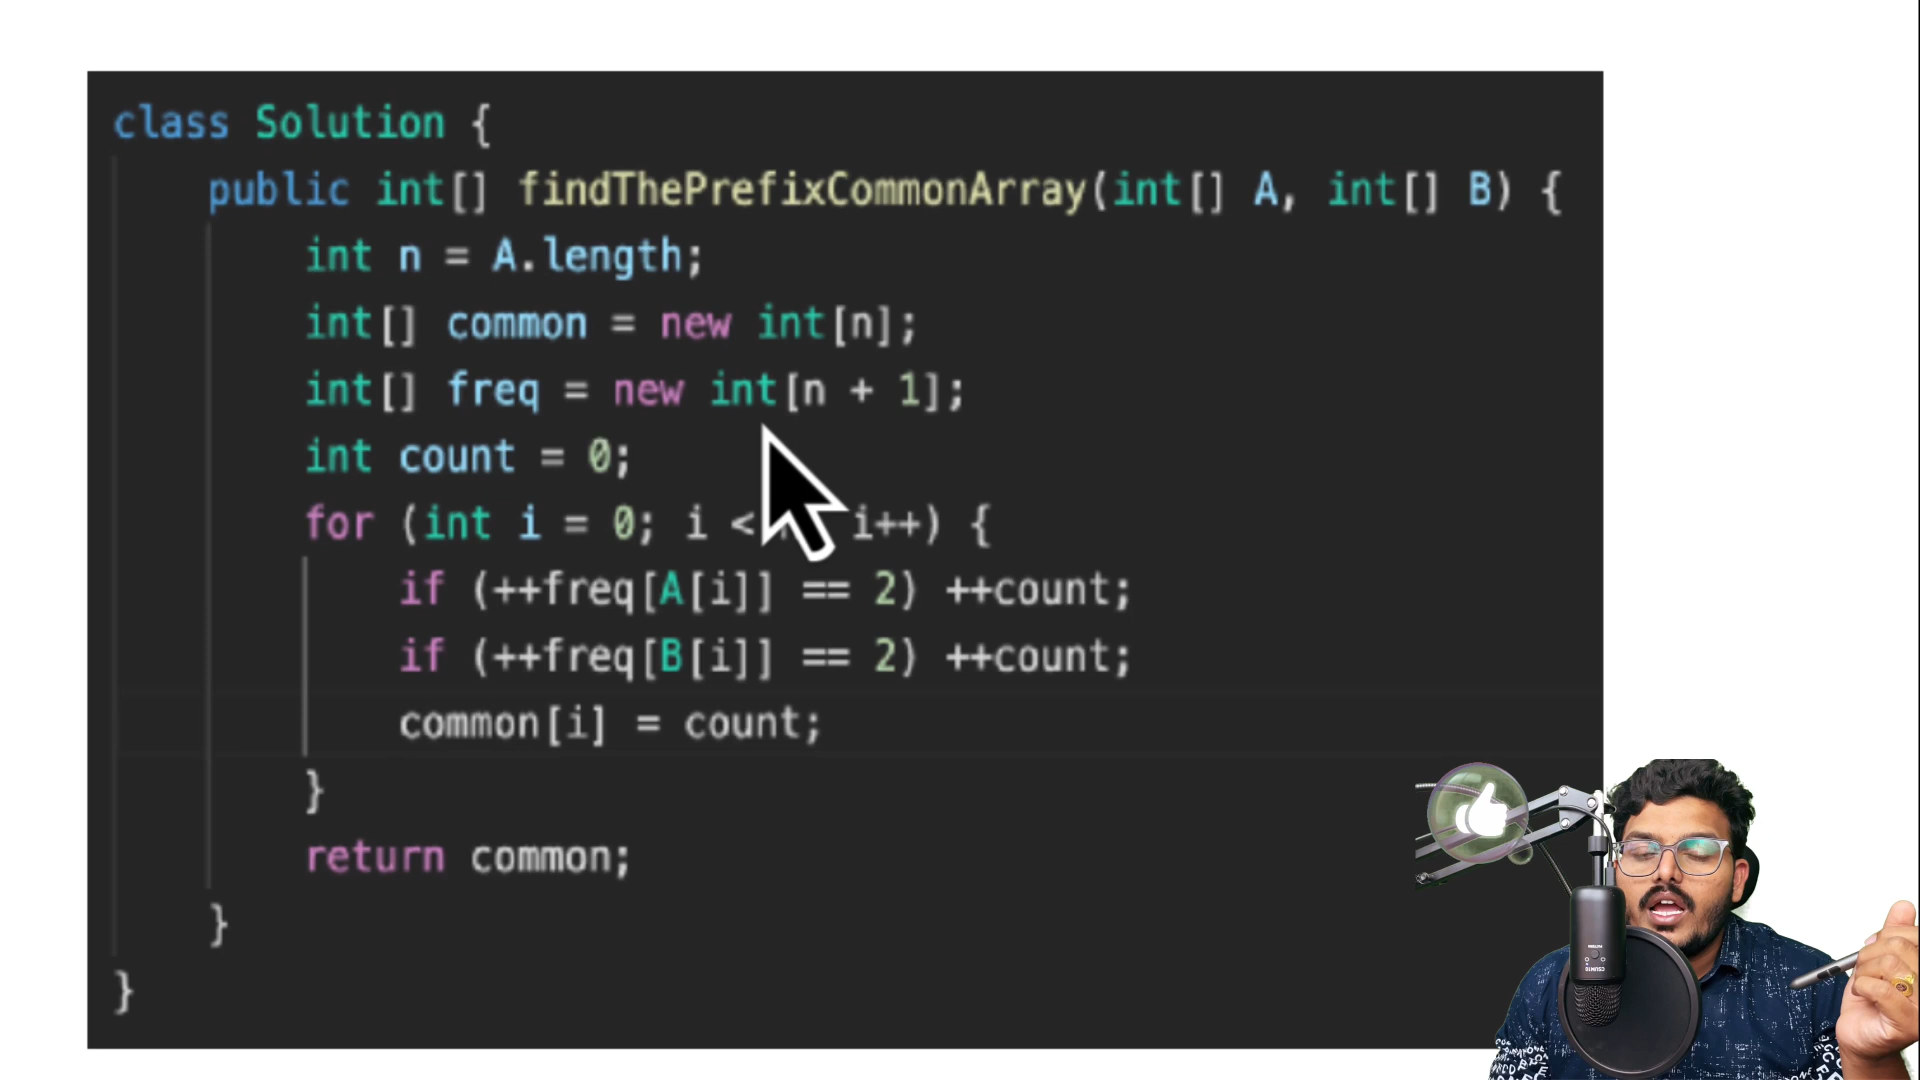 class Solution {
public int[] findThePrefixCommonArray(int[] A, int[] B) {
int n = A.length;
int[] common = new int[n];
int[] freq = new int[n + 1];
int count = 0;
for (int i = 0; i < i++) {
if (++freq[A[i]] == 2) ++count;
if (++freq[B[i]] == 2) ++count;
common[i] = count;
}
return common;
}
}